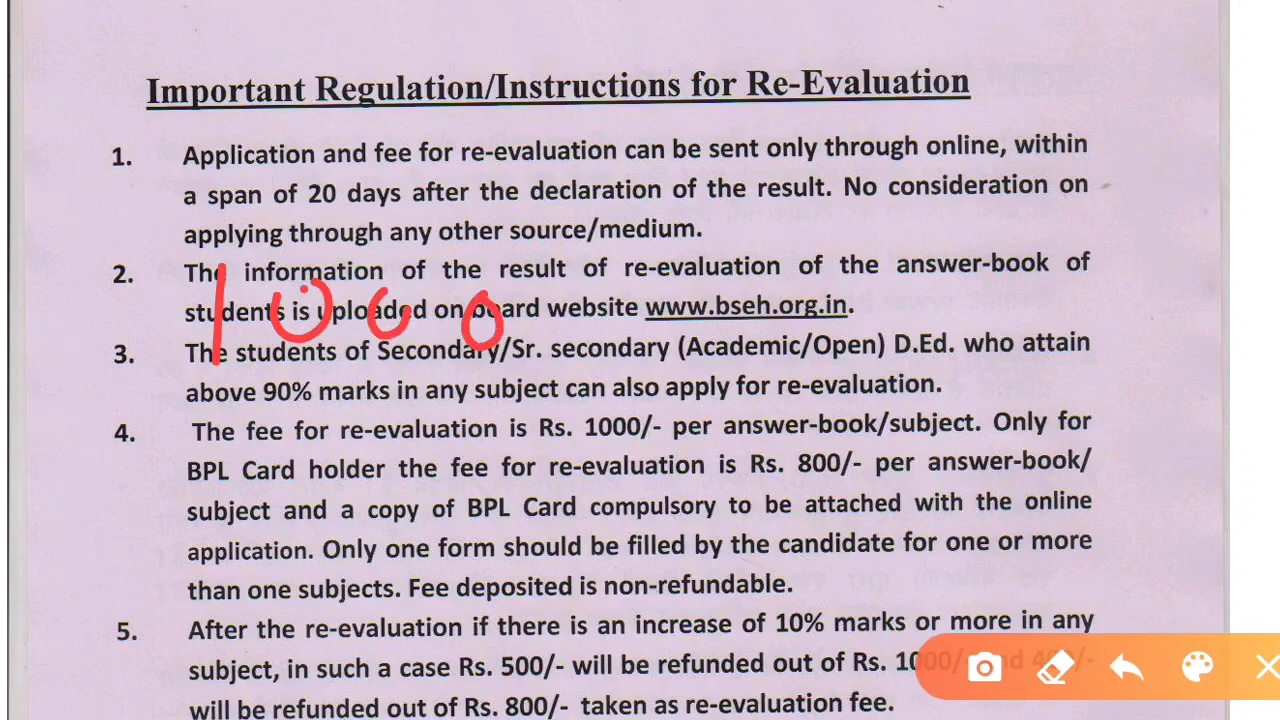 Important Regulation/Instructions for Re-Evaluation
1. Application and fee for re-evaluation can be sent only through online, within
a span of 20 days after the declaration of the result. No consideration on
applying through any other source/medium.
2. The information of the result of re-evaluation of the answer-book of
students is uploaded on board website www.bseh.org.in.
1000
3. The students of Secondary/Sr. secondary (Academic/Open) D.Ed. who attain
above 90% marks in any subject can also apply for re-evaluation.
4. The fee for re-evaluation is Rs. 1000/- per answer-book/subject. Only for
BPL Card holder the fee for re-evaluation is Rs. 800/- per answer-book/
subject and a copy of BPL Card compulsory to be attached with the online
application. Only one form should be filled by the candidate for one or more
than one subjects. Fee deposited is non-refundable.
5. After the re-evaluation if there is an increase of 10% marks or more in any
subject, in such a case Rs. 500/- will be refunded out of Rs. 1000/- and 400/-
will be refunded out of Rs. 800/- taken as re-evaluation fee.